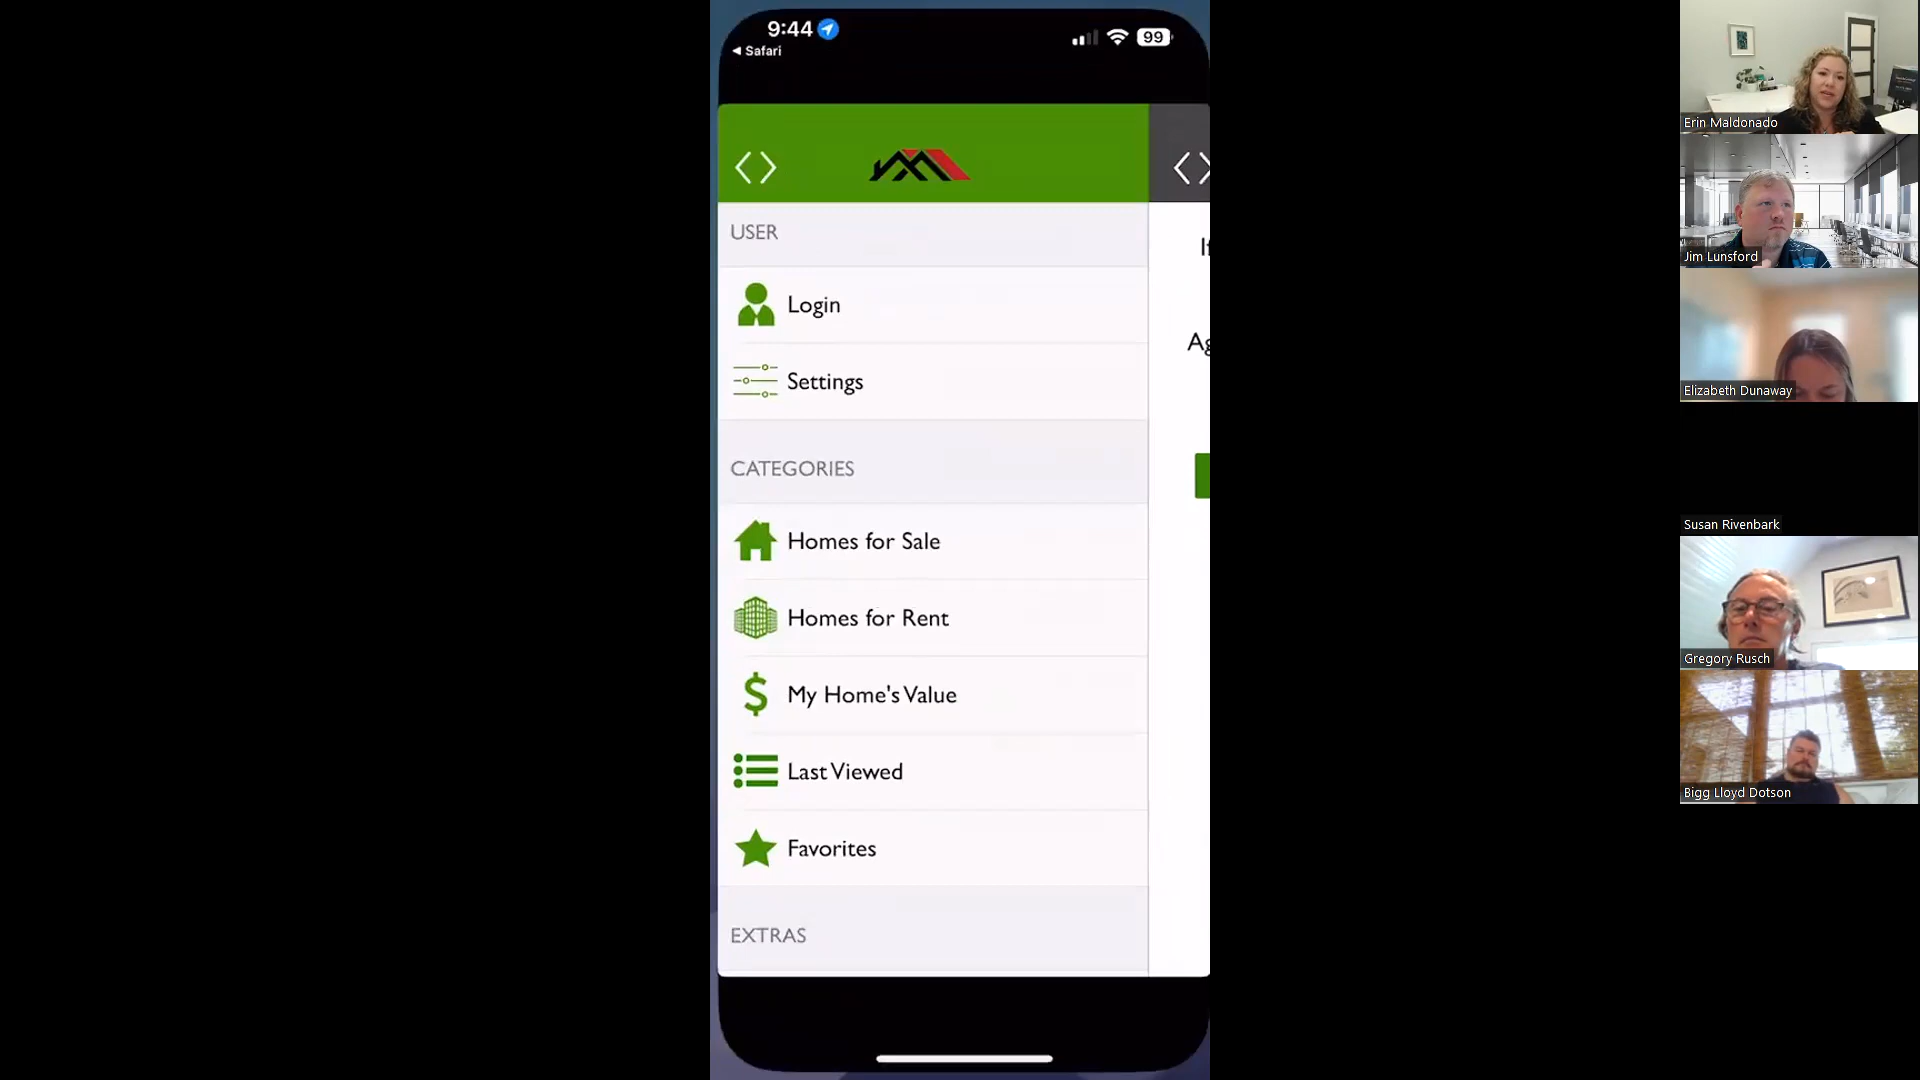 9:44
99
◄ Safari
USER
Login
Settings
CATEGORIES
Homes for Sale
Homes for Rent
My Home's Value
Last Viewed
Favorites
EXTRAS
Erin Maldonado
Jim Lunsford
Elizabeth Dunaway
Susan Rivenbark
Gregory Rusch
Bigg Lloyd Dotson